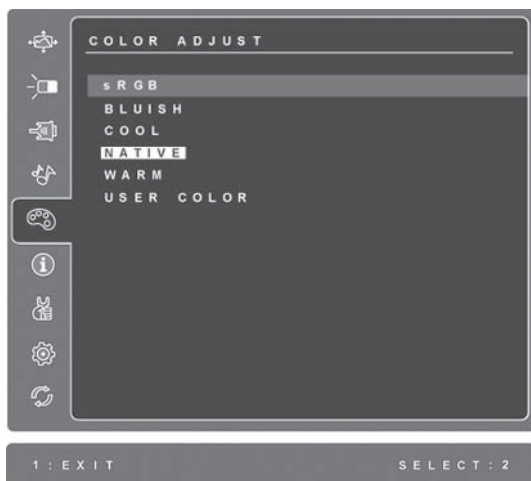 COLOR ADJUST
sRGB
BLUISH
COOL
NATIVE
WARM
USER COLOR
1:EXIT SELECT:2